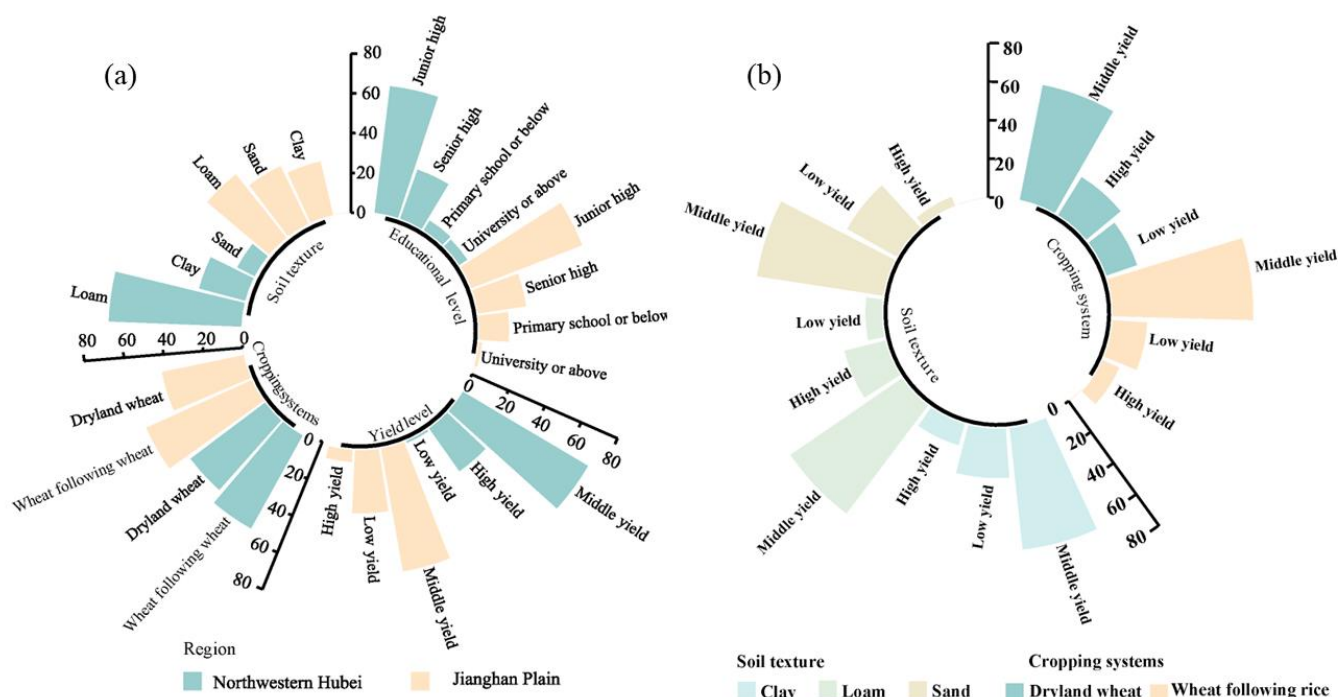 (a)
80
60
40
20
0
Junior high
Senior high
Primary school or below
University or above
Junior high
Senior high
Primary school or below
University or above
Educational level
0
20
40
60
80
Middle yield
High yield
Low yield
Middle yield
Low yield
High yield
Yield level
0
20
40
60
80
Wheat following wheat
Dryland wheat
Wheat following wheat
Dryland wheat
Croppingsystems
80
60
40
20
0
Loam
Clay
Sand
Loam
Sand
Clay
Soil texture
Region
Northwestern Hubei
Jianghan Plain
(b)
80
60
40
20
0
Middle yield
High yield
Low yield
Middle yield
Low yield
High yield
Cropping system
0
20
40
60
80
Middle yield
Low yield
High yield
Middle yield
High yield
Low yield
Middle yield
Low yield
High yield
Soil texture
Soil texture
Clay
Loam
Sand
Cropping systems
Dryland wheat
Wheat following rice